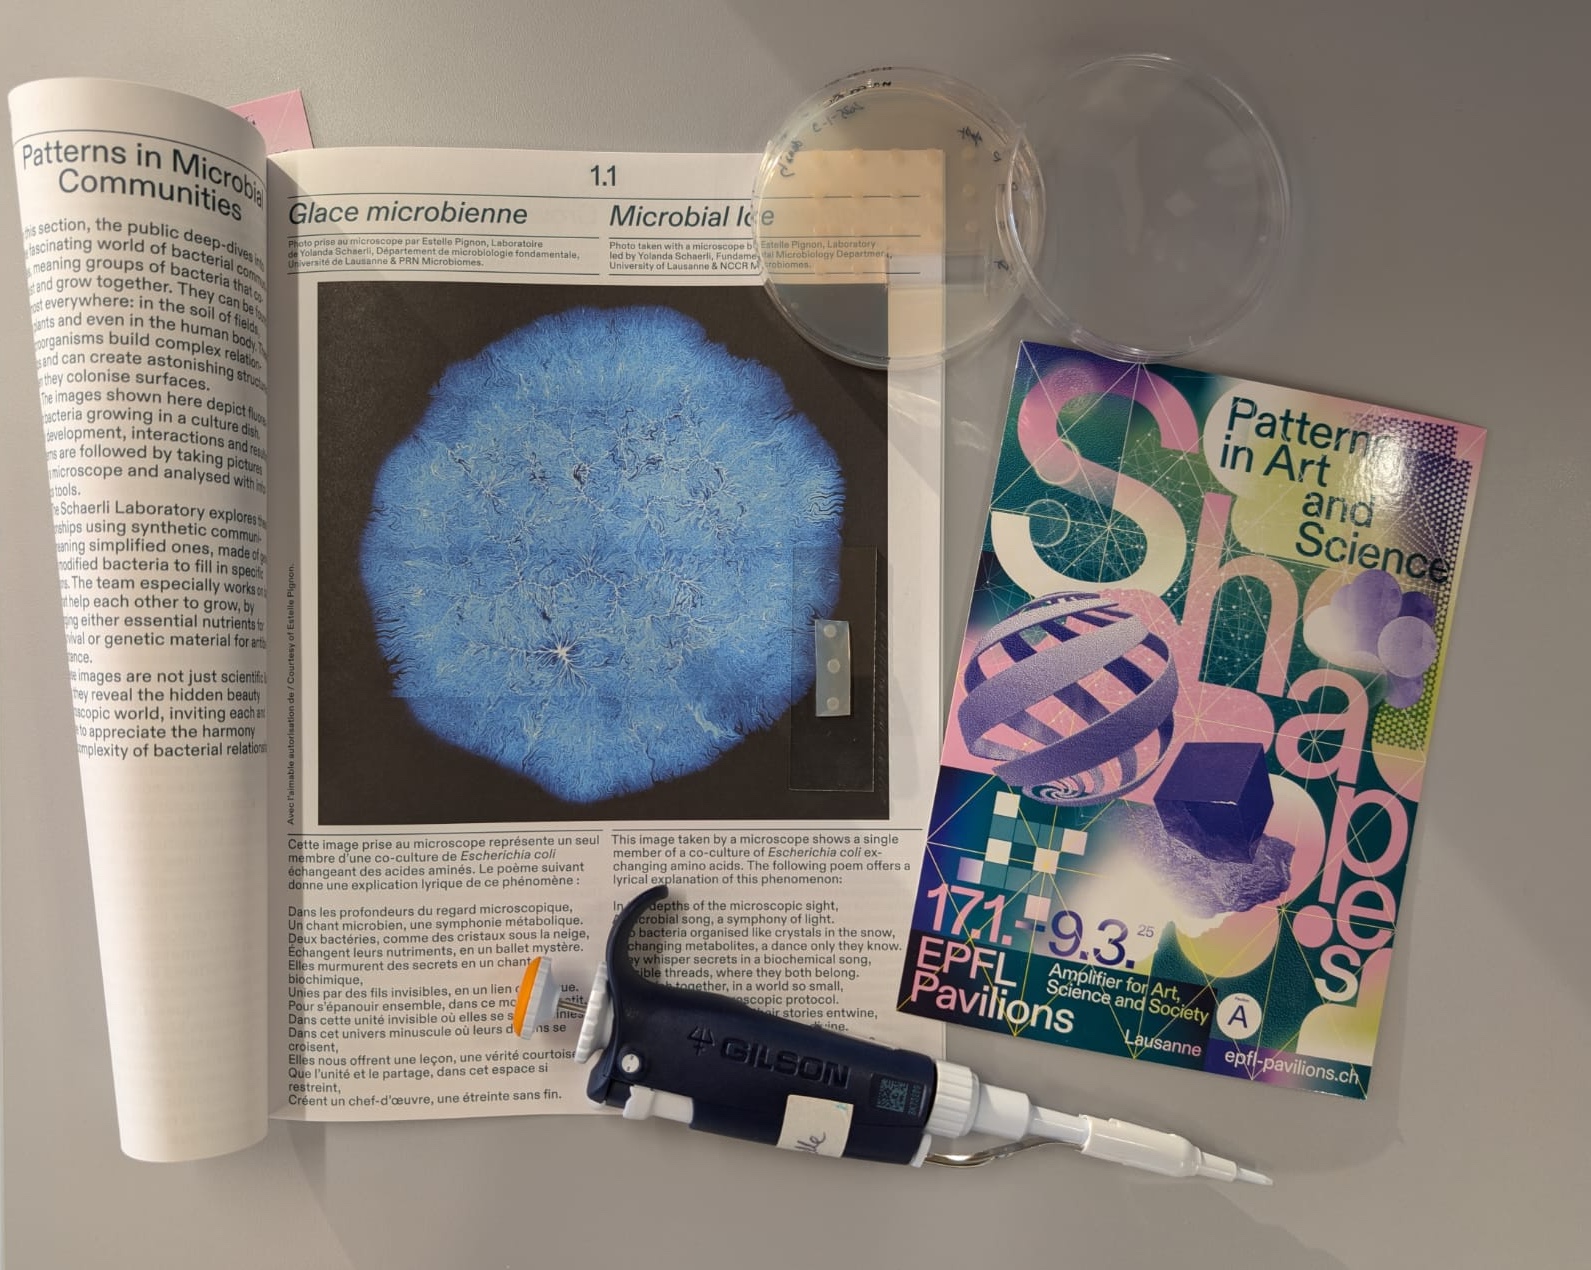 Patterns in Microbial
Communities
this section, the public deep-dives into
fascinating world of bacterial
meaning groups of bacteria that co-
and grow together. They can be
everywhere: in the soil of fields,
and even in the human body.
build complex relation-
and can create astonishing
they colonise surfaces.
The images shown here depict
bacteria growing in a culture dish.
development, interactions and
are followed by taking pictures
microscope and analysed with
tools.
Schaerli Laboratory explores
using synthetic communi-
meaning simplified ones, made of
modified bacteria to fill in specific
The team especially works
help each other to grow, by
either essential nutrients for
or genetic material for
images are not just scientific
they reveal the hidden beauty
world, inviting each and
to appreciate the harmony
complexity of bacterial
1.1
Glace microbienne
Photo prise au microscope par Estelle Pignon, Laboratoire
de Yolanda Schaerli, Département de microbiologie fondamentale,
Université de Lausanne & PRN Microbiomes.
Microbial Ice
Photo taken with a microscope by Estelle Pignon, Laboratory
led by Yolanda Schaerli, Fundamental Microbiology Department,
University of Lausanne & NCCR Microbiomes.
Avec l'aimable autorisation de / Courtesy of Estelle Pignon.
Cette image prise au microscope représente un seul
membre d'une co-culture de Escherichia coli
échangeant des acides aminés. Le poème suivant
donne une explication lyrique de ce phénomène :
Dans les profondeurs du regard microscopique,
Un chant microbien, une symphonie métabolique.
Deux bactéries, comme des cristaux sous la neige,
Échangent leurs nutriments, en un ballet mystère.
Elles murmurent des secrets en un chant
biochimique,
Unies par des fils invisibles, en un lien
Pour s'épanouir ensemble, dans ce
Dans cette unité invisible où elles se
Dans cet univers minuscule où leurs se
croisent,
Elles nous offrent une leçon, une vérité courtoise
Que l'unité et le partage, dans cet espace si
restreint,
Créent un chef-d'œuvre, une étreinte sans fin.
This image taken by a microscope shows a single
member of a co-culture of Escherichia coli ex-
changing amino acids. The following poem offers a
lyrical explanation of this phenomenon:
In depths of the microscopic sight,
microbial song, a symphony of light.
bacteria organised like crystals in the snow,
changing metabolites, a dance only they know.
They whisper secrets in a biochemical song,
threads, where they both belong.
together, in a world so small,
microscopic protocol.
their stories entwine,
GILSON
Patterns
in Art
and
Science
Shapes
17.1.–9.3.25
EPFL
Pavilions
Amplifier for Art,
Science and Society
Lausanne
Pavilion
A
epfl-pavilions.ch